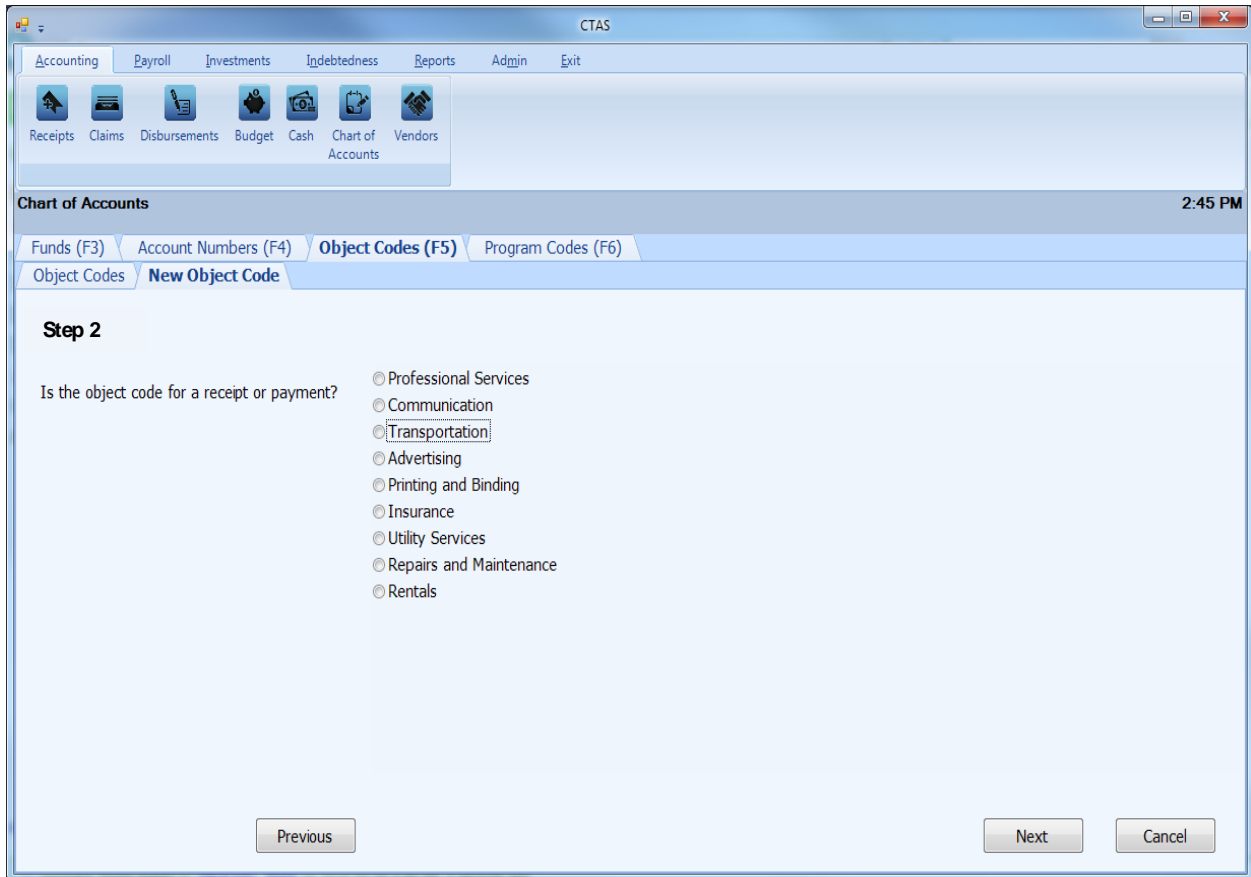 CTAS
Accounting Payroll Investments Indebtedness Reports Admin Exit
Receipts Claims Disbursements Budget Cash Chart of Accounts Vendors
Chart of Accounts 2:45 PM
Funds (F3) Account Numbers (F4) Object Codes (F5) Program Codes (F6)
Object Codes New Object Code
Step 2
Is the object code for a receipt or payment?
Professional Services
Communication
Transportation
Advertising
Printing and Binding
Insurance
Utility Services
Repairs and Maintenance
Rentals
Previous Next Cancel